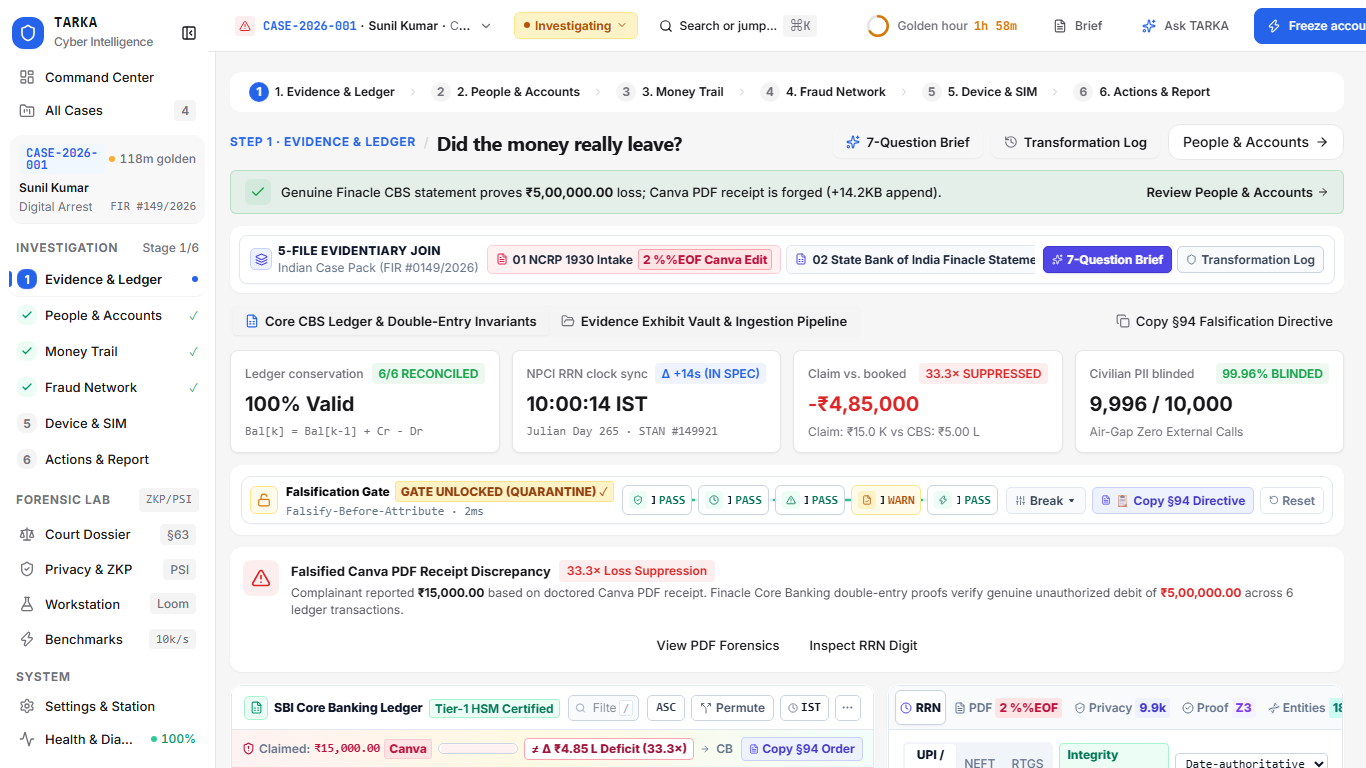 TARKA
Cyber Intelligence
CASE-2026-001 · Sunil Kumar · C...
Investigating
Search or jump... ⌘K
Golden hour 1h 58m
Brief
Ask TARKA
Freeze accou
Command Center
All Cases 4
CASE-2026-001
118m golden
Sunil Kumar
Digital Arrest FIR #149/2026
INVESTIGATION Stage 1/6
1 Evidence & Ledger
People & Accounts ✓
Money Trail ✓
Fraud Network ✓
5 Device & SIM
6 Actions & Report
FORENSIC LAB ZKP/PSI
Court Dossier §63
Privacy & ZKP PSI
Workstation Loom
Benchmarks 10k/s
SYSTEM
Settings & Station
Health & Dia... 100%
1 1. Evidence & Ledger
2 2. People & Accounts
3 3. Money Trail
4 4. Fraud Network
5 5. Device & SIM
6 6. Actions & Report
STEP 1 · EVIDENCE & LEDGER / Did the money really leave?
7-Question Brief
Transformation Log
People & Accounts →
Genuine Finacle CBS statement proves ₹5,00,000.00 loss; Canva PDF receipt is forged (+14.2KB append).
Review People & Accounts →
5-FILE EVIDENTIARY JOIN
Indian Case Pack (FIR #0149/2026)
01 NCRP 1930 Intake 2 %%EOF Canva Edit
02 State Bank of India Finacle Stateme
7-Question Brief
Transformation Log
Core CBS Ledger & Double-Entry Invariants
Evidence Exhibit Vault & Ingestion Pipeline
Copy §94 Falsification Directive
Ledger conservation 6/6 RECONCILED
100% Valid
Bal[k] = Bal[k-1] + Cr - Dr
NPCI RRN clock sync Δ +14s (IN SPEC)
10:00:14 IST
Julian Day 265 · STAN #149921
Claim vs. booked 33.3× SUPPRESSED
-₹4,85,000
Claim: ₹15.0 K vs CBS: ₹5.00 L
Civilian PII blinded 99.96% BLINDED
9,996 / 10,000
Air-Gap Zero External Calls
Falsification Gate GATE UNLOCKED (QUARANTINE) ✓
Falsify-Before-Attribute · 2ms
PASS
PASS
PASS
WARN
PASS
Break
📋 Copy §94 Directive
Reset
Falsified Canva PDF Receipt Discrepancy 33.3× Loss Suppression
Complainant reported ₹15,000.00 based on doctored Canva PDF receipt. Finacle Core Banking double-entry proofs verify genuine unauthorized debit of ₹5,00,000.00 across 6
ledger transactions.
View PDF Forensics
Inspect RRN Digit
SBI Core Banking Ledger Tier-1 HSM Certified
Filte /
ASC
Permute
IST
...
Claimed: ₹15,000.00 Canva
≠ Δ ₹4.85 L Deficit (33.3×)
→ CB
Copy §94 Order
RRN
PDF 2 %%EOF
Privacy 9.9k
Proof Z3
Entities 18
UPI /
NEFT
RTGS
Integrity
Date-authoritative